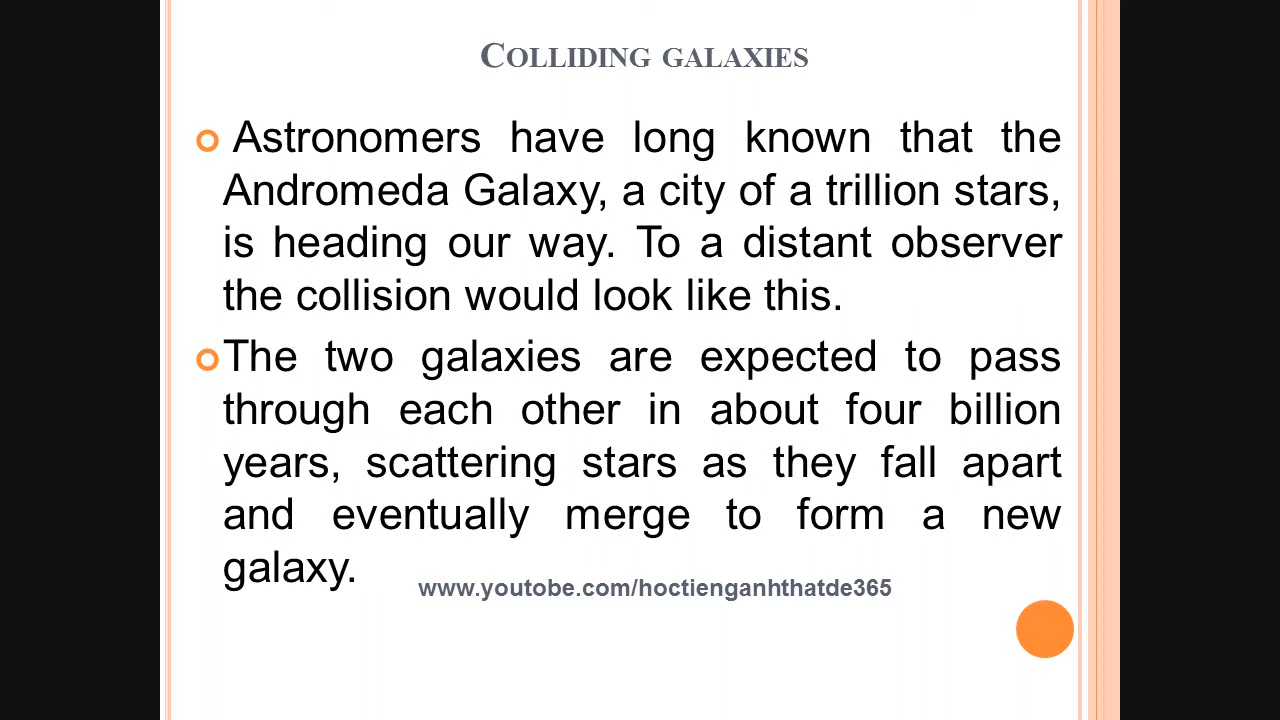 COLLIDING GALAXIES
Astronomers have long known that the
Andromeda Galaxy, a city of a trillion stars,
is heading our way. To a distant observer
the collision would look like this.
The two galaxies are expected to pass
through each other in about four billion
years, scattering stars as they fall apart
and eventually merge to form a new
galaxy.
www.youtobe.com/hoctienganhthatde365